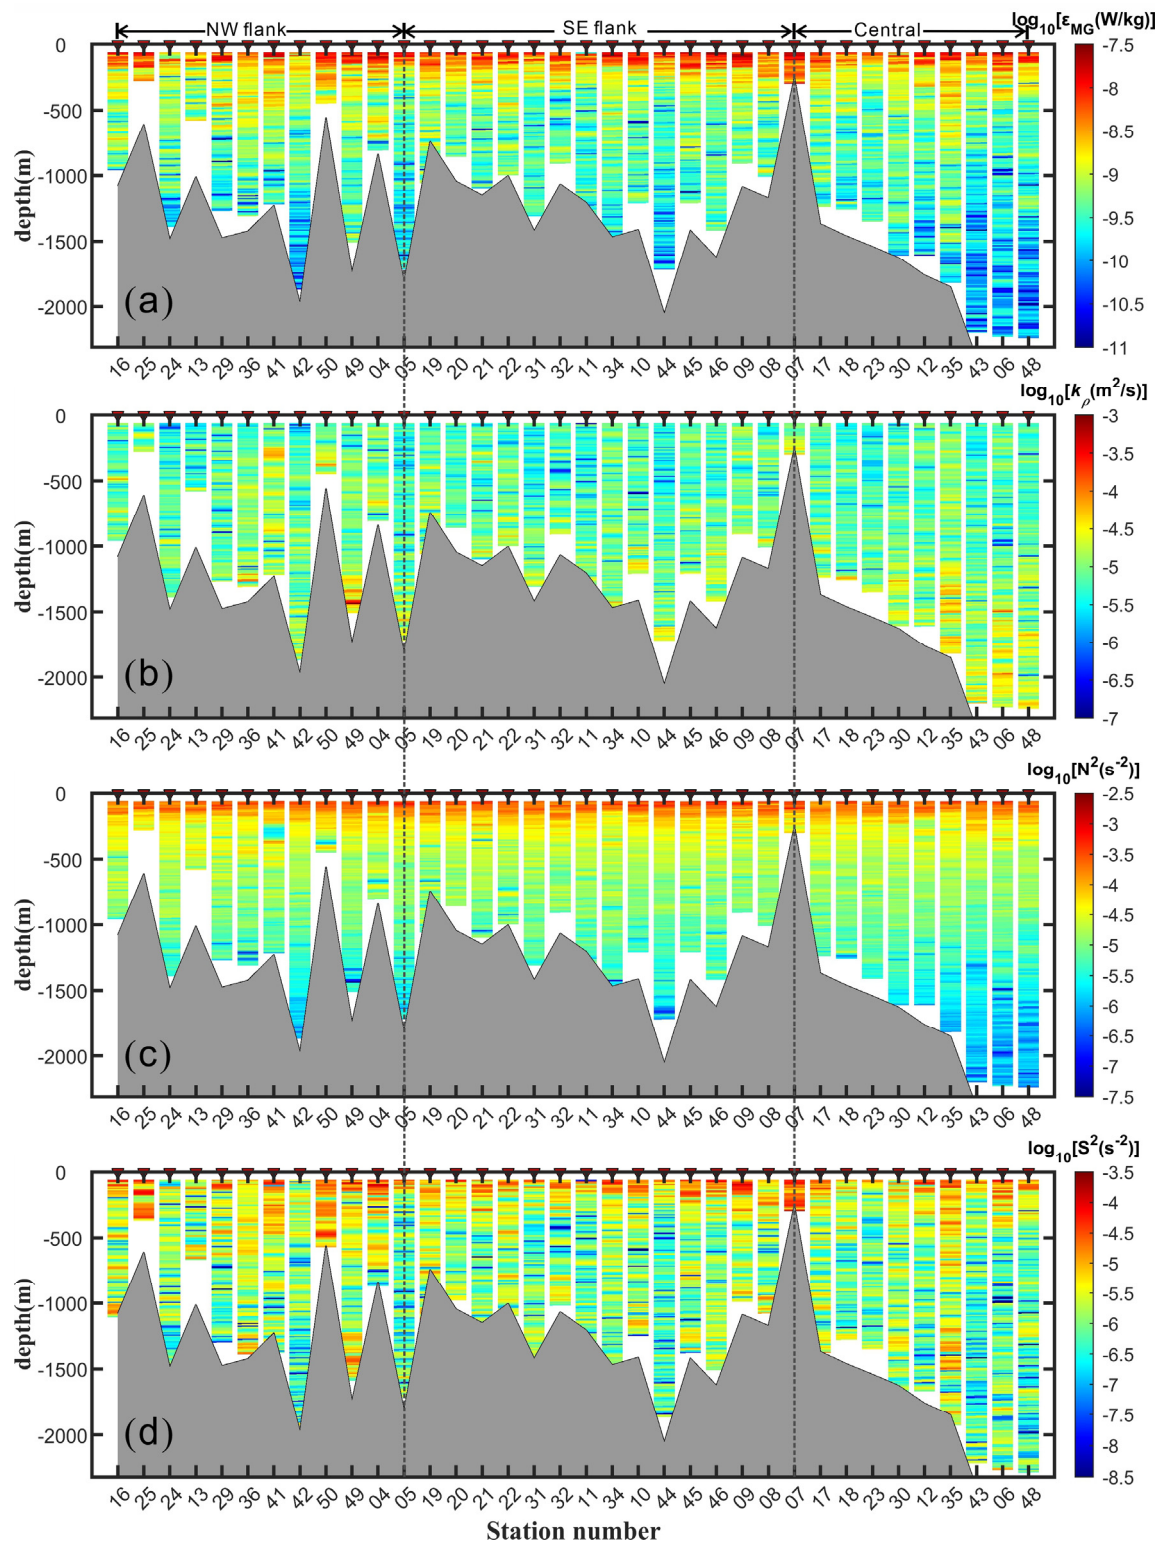 NW flank SE flank Central log10[εMG(W/kg)]
0 -500 -1000 -1500 -2000
depth(m)
(a)
-7.5 -8 -8.5 -9 -9.5 -10 -10.5 -11
16 25 24 13 29 36 41 42 50 49 04 05 19 20 21 22 31 32 11 34 10 44 45 46 09 08 07 17 18 23 30 12 35 43 06 48
log10[kρ(m2/s)]
0 -500 -1000 -1500 -2000
depth(m)
(b)
-3 -3.5 -4 -4.5 -5 -5.5 -6 -6.5 -7
16 25 24 13 29 36 41 42 50 49 04 05 19 20 21 22 31 32 11 34 10 44 45 46 09 08 07 17 18 23 30 12 35 43 06 48
log10[N2(s-2)]
0 -500 -1000 -1500 -2000
depth(m)
(c)
-2.5 -3 -3.5 -4 -4.5 -5 -5.5 -6 -6.5 -7 -7.5
16 25 24 13 29 36 41 42 50 49 04 05 19 20 21 22 31 32 11 34 10 44 45 46 09 08 07 17 18 23 30 12 35 43 06 48
log10[S2(s-2)]
0 -500 -1000 -1500 -2000
depth(m)
(d)
-3.5 -4 -4.5 -5 -5.5 -6 -6.5 -7 -7.5 -8 -8.5
16 25 24 13 29 36 41 42 50 49 04 05 19 20 21 22 31 32 11 34 10 44 45 46 09 08 07 17 18 23 30 12 35 43 06 48
Station number